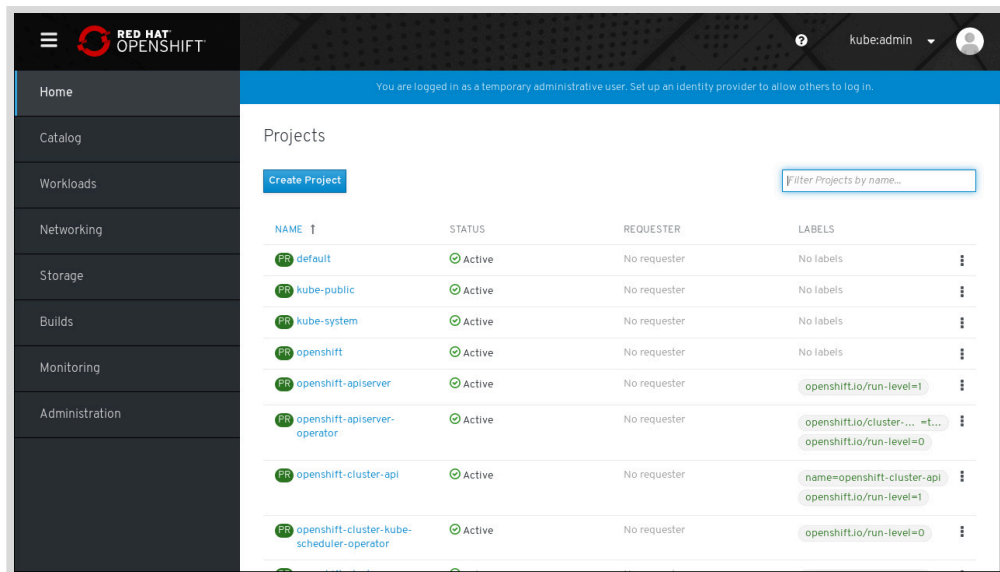 RED HAT
OPENSHIFT
kube:admin
Home
You are logged in as a temporary administrative user. Set up an identity provider to allow others to log in.
Catalog
Projects
Workloads
Create Project
Filter Projects by name...
Networking
NAME STATUS REQUESTER LABELS
PR default Active No requester No labels
Storage
PR kube-public Active No requester No labels
Builds
PR kube-system Active No requester No labels
PR openshift Active No requester No labels
Monitoring
PR openshift-apiserver Active No requester openshift.io/run-level=1
Administration
PR openshift-apiserver-operator Active No requester openshift.io/cluster-... =t...
openshift.io/run-level=0
PR openshift-cluster-api Active No requester name=openshift-cluster-api
openshift.io/run-level=1
PR openshift-cluster-kube-scheduler-operator Active No requester openshift.io/run-level=0